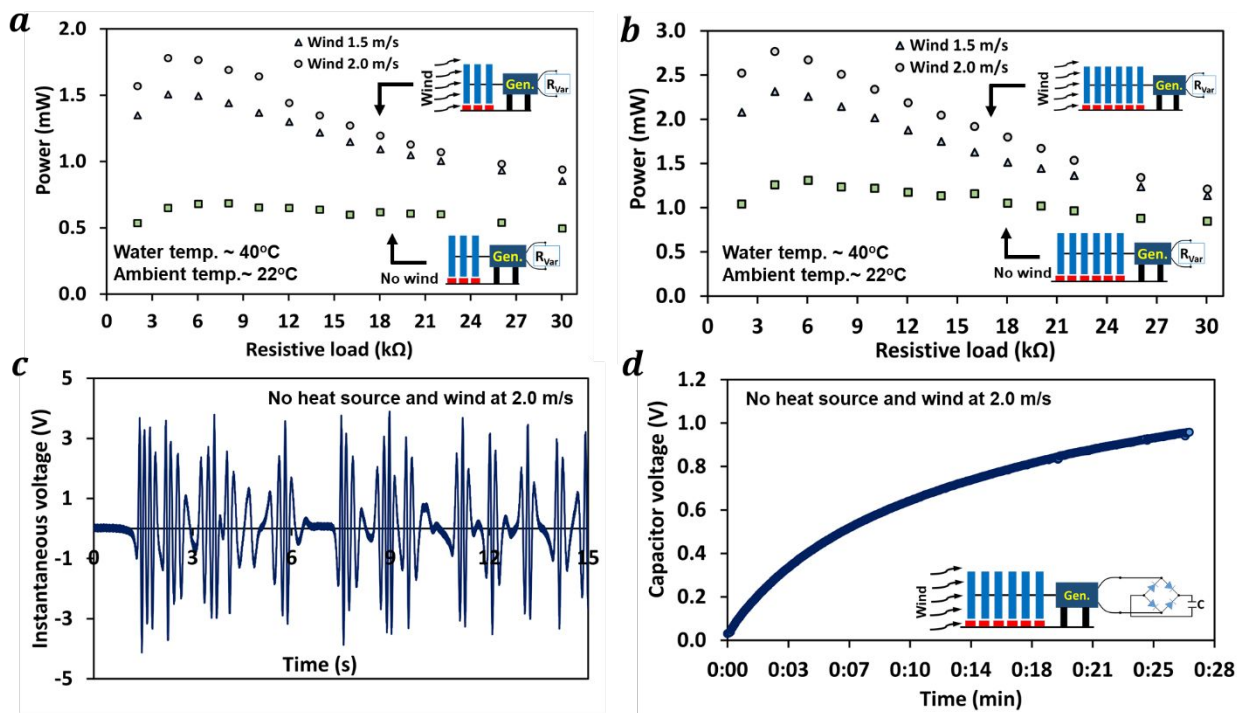 a
2.0
1.5
1.0
0.5
0.0
Power (mW)
0 3 6 9 12 15 18 21 24 27 30
Resistive load (kΩ)
Wind 1.5 m/s
Wind 2.0 m/s
Wind
Gen.
RVar
Water temp. ~ 40°C
Ambient temp.~ 22°C
No wind
Gen.
RVar
b
3.0
2.5
2.0
1.5
1.0
0.5
0.0
Power (mW)
0 3 6 9 12 15 18 21 24 27 30
Resistive load (kΩ)
Wind 1.5 m/s
Wind 2.0 m/s
Wind
Gen.
RVar
Water temp. ~ 40°C
Ambient temp.~ 22°C
No wind
Gen.
RVar
c
5
3
1
-1
-3
-5
Instantaneous voltage (V)
No heat source and wind at 2.0 m/s
0 3 6 9 12 15
Time (s)
d
1.2
1.0
0.8
0.6
0.4
0.2
0.0
Capacitor voltage (V)
No heat source and wind at 2.0 m/s
Wind
Gen.
C
0:00 0:03 0:07 0:10 0:14 0:18 0:21 0:25 0:28
Time (min)